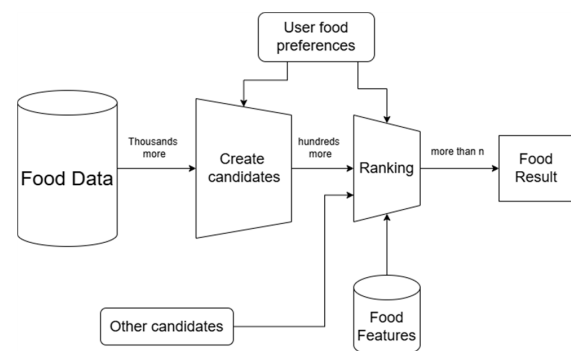 User food
preferences
Thousands
more
hundreds
more
more than n
Food Data
Create
candidates
Ranking
Food
Result
Other candidates
Food
Features